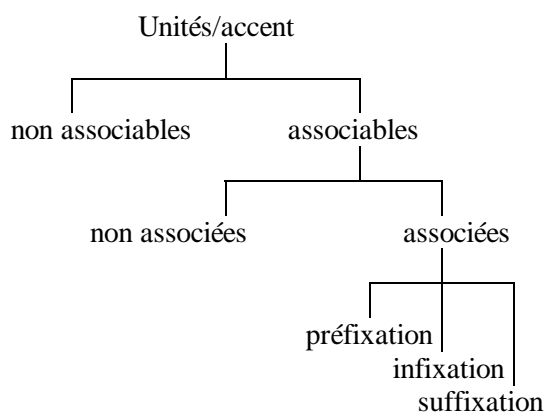 Unités/accent
non associables
associables
non associées
associées
préfixation
infixation
suffixation